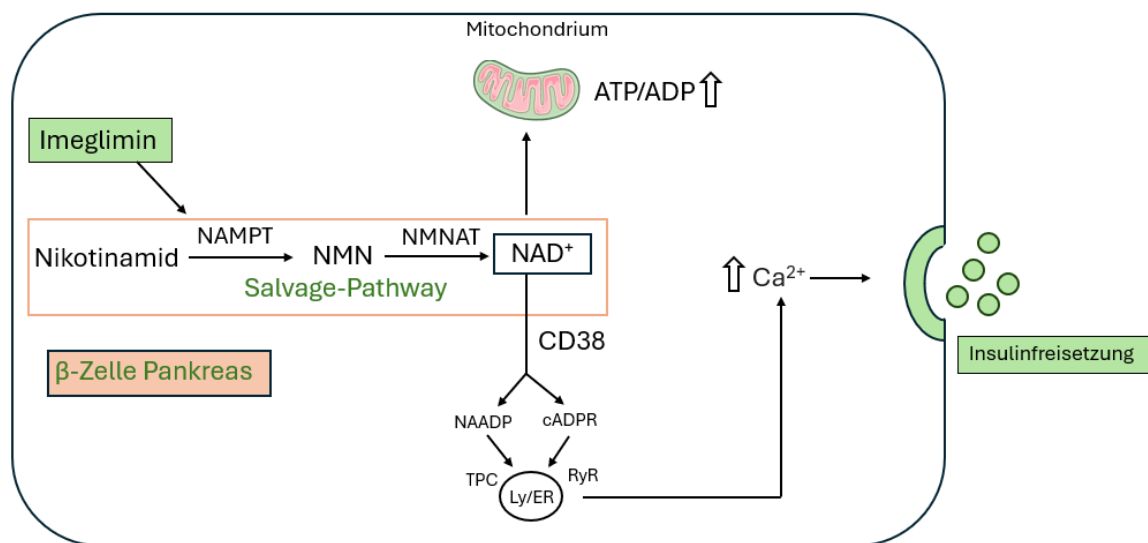 Mitochondrium
ATP/ADP
Imeglimin
NAMPT
NMNAT
Nikotinamid
NMN
NAD⁺
Salvage-Pathway
Ca²⁺
CD38
β-Zelle Pankreas
Insulinfreisetzung
NAADP
cADPR
TPC
RyR
Ly/ER